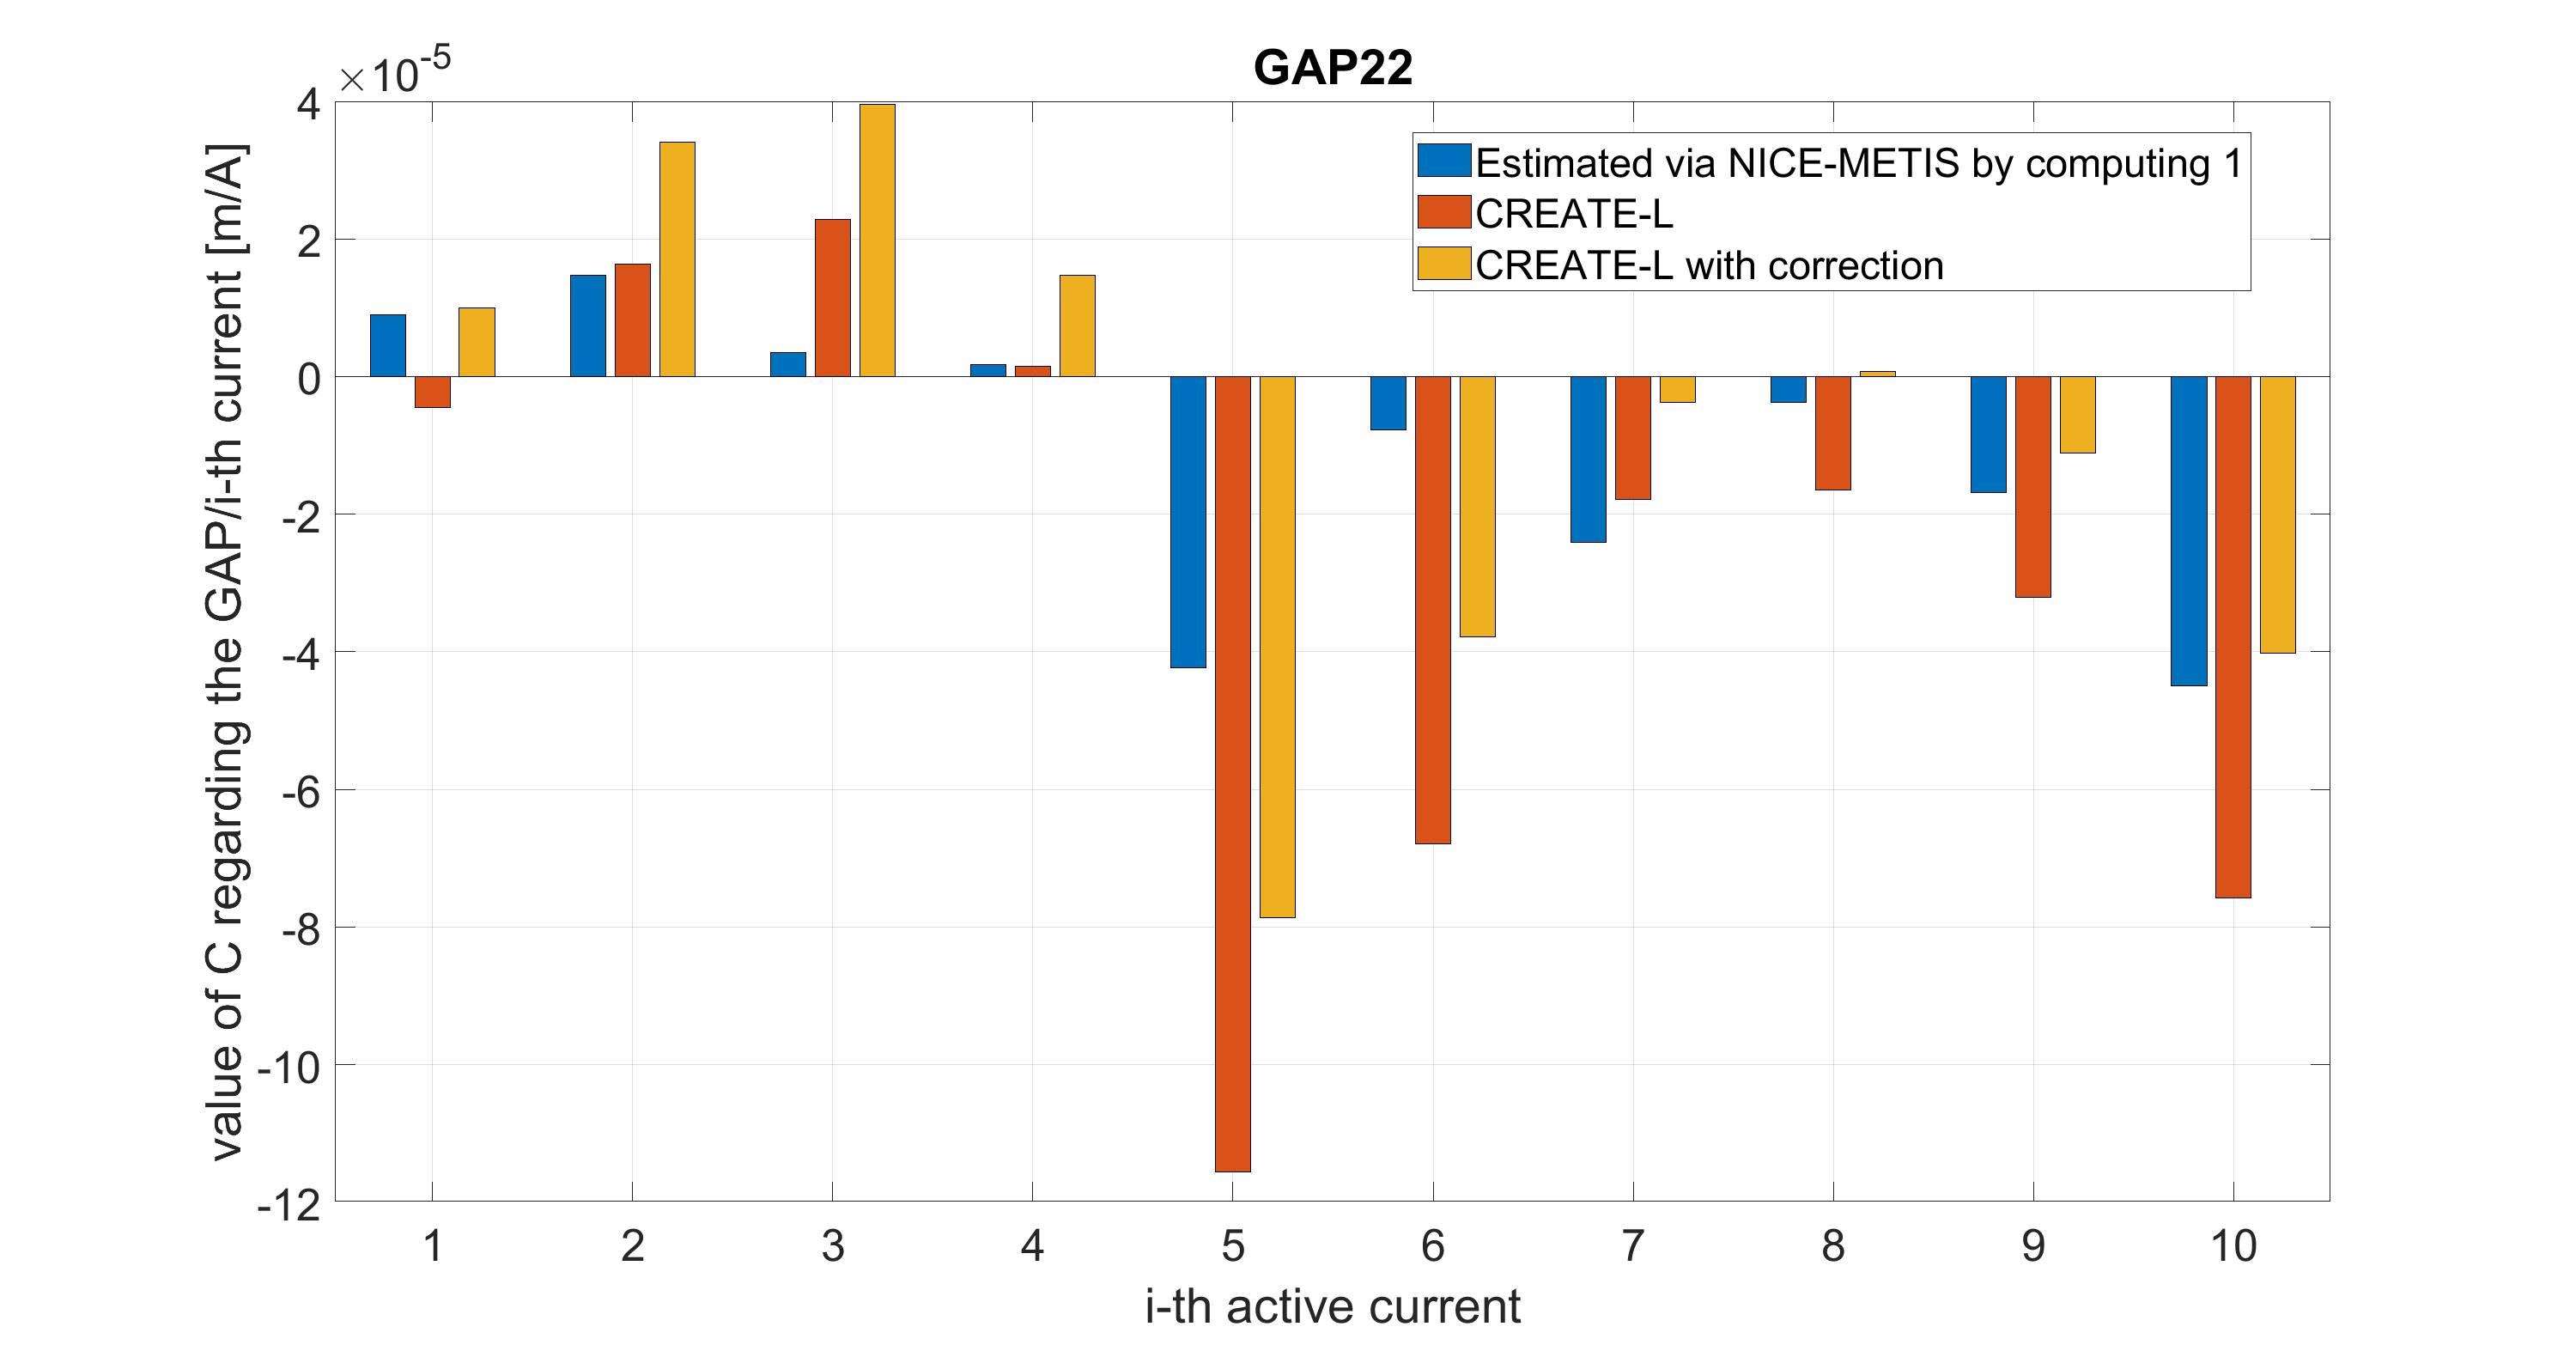 GAP22
×10-5
4
2
0
-2
-4
-6
-8
-10
-12
value of C regarding the GAP/i-th current [m/A]
Estimated via NICE-METIS by computing 1
CREATE-L
CREATE-L with correction
1 2 3 4 5 6 7 8 9 10
i-th active current